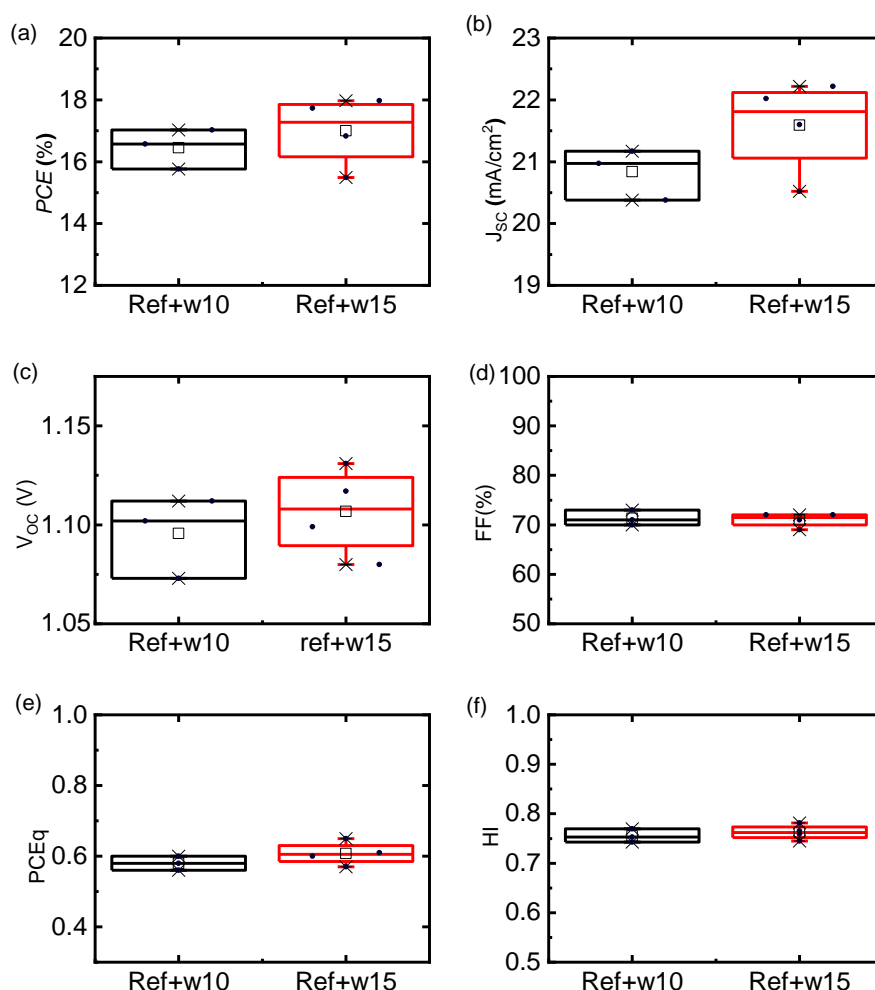 (a)
20
18
16
14
12
PCE (%)
Ref+w10 Ref+w15
(b)
23
22
21
20
19
JSC (mA/cm²)
Ref+w10 Ref+w15
(c)
1.15
1.10
1.05
VOC (V)
Ref+w10 ref+w15
(d)
100
90
80
70
60
50
FF(%)
Ref+w10 Ref+w15
(e)
1.0
0.8
0.6
0.4
PCEq
Ref+w10 Ref+w15
(f)
1.0
0.9
0.8
0.7
0.6
0.5
HI
Ref+w10 Ref+w15